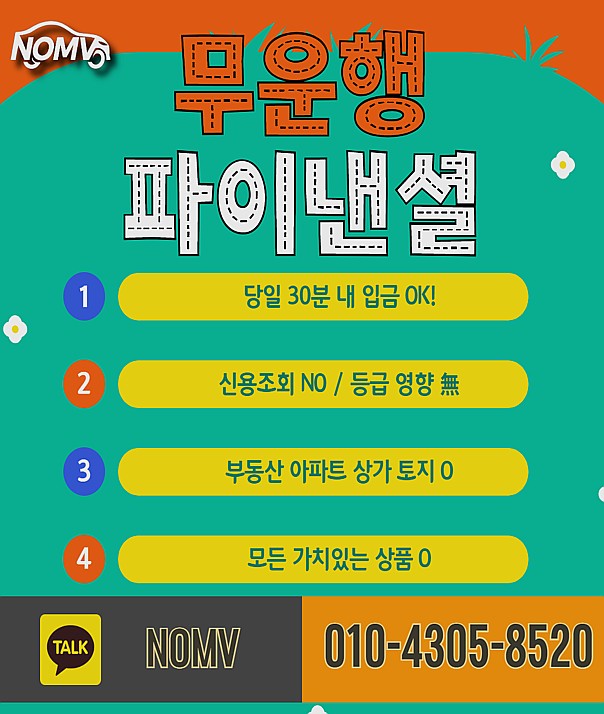 NOMV
무운행
파이낸셜
1 당일 30분 내 입금 OK!
2 신용조회 NO / 등급 영향 無
3 부동산 아파트 상가 토지 O
4 모든 가치있는 상품 O
TALK NOMV 010-4305-8520